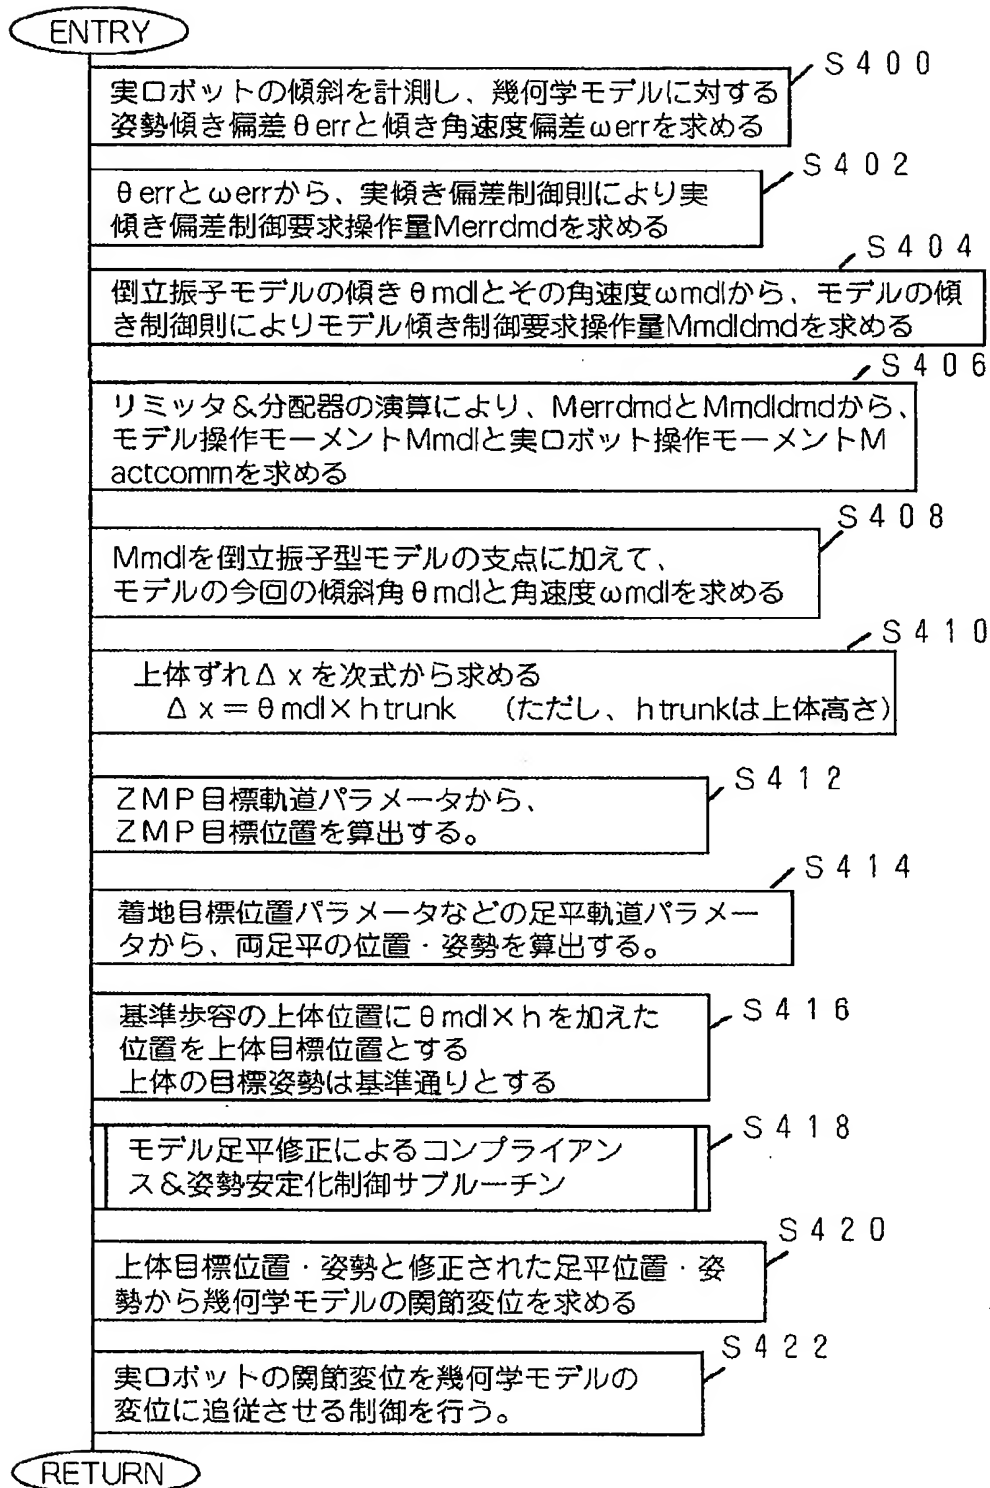 ENTRY
S400
実ロボットの傾斜を計測し、幾何学モデルに対する
姿勢傾き偏差θerrと傾き角速度偏差ωerrを求める
S402
θerrとωerrから、実傾き偏差制御則により実
傾き偏差制御要求操作量Merrdmdを求める
S404
倒立振子モデルの傾きθmdlとその角速度ωmdlから、モデルの傾
き制御則によりモデル傾き制御要求操作量Mmdldmdを求める
S406
リミッタ&分配器の演算により、MerrdmdとMmdldmdから、
モデル操作モーメントMmdlと実ロボット操作モーメントM
actcommを求める
S408
Mmdlを倒立振子型モデルの支点に加えて、
モデルの今回の傾斜角θmdlと角速度ωmdlを求める
S410
上体ずれΔxを次式から求める
Δx=θmdl×htrunk (ただし、htrunkは上体高さ)
S412
ZMP目標軌道パラメータから、
ZMP目標位置を算出する。
S414
着地目標位置パラメータなどの足平軌道パラメー
タから、両足平の位置・姿勢を算出する。
S416
基準歩容の上体位置にθmdl×hを加えた
位置を上体目標位置とする
上体の目標姿勢は基準通りとする
S418
モデル足平修正によるコンプライアン
ス&姿勢安定化制御サブルーチン
S420
上体目標位置・姿勢と修正された足平位置・姿
勢から幾何学モデルの関節変位を求める
S422
実ロボットの関節変位を幾何学モデルの
変位に追従させる制御を行う。
RETURN